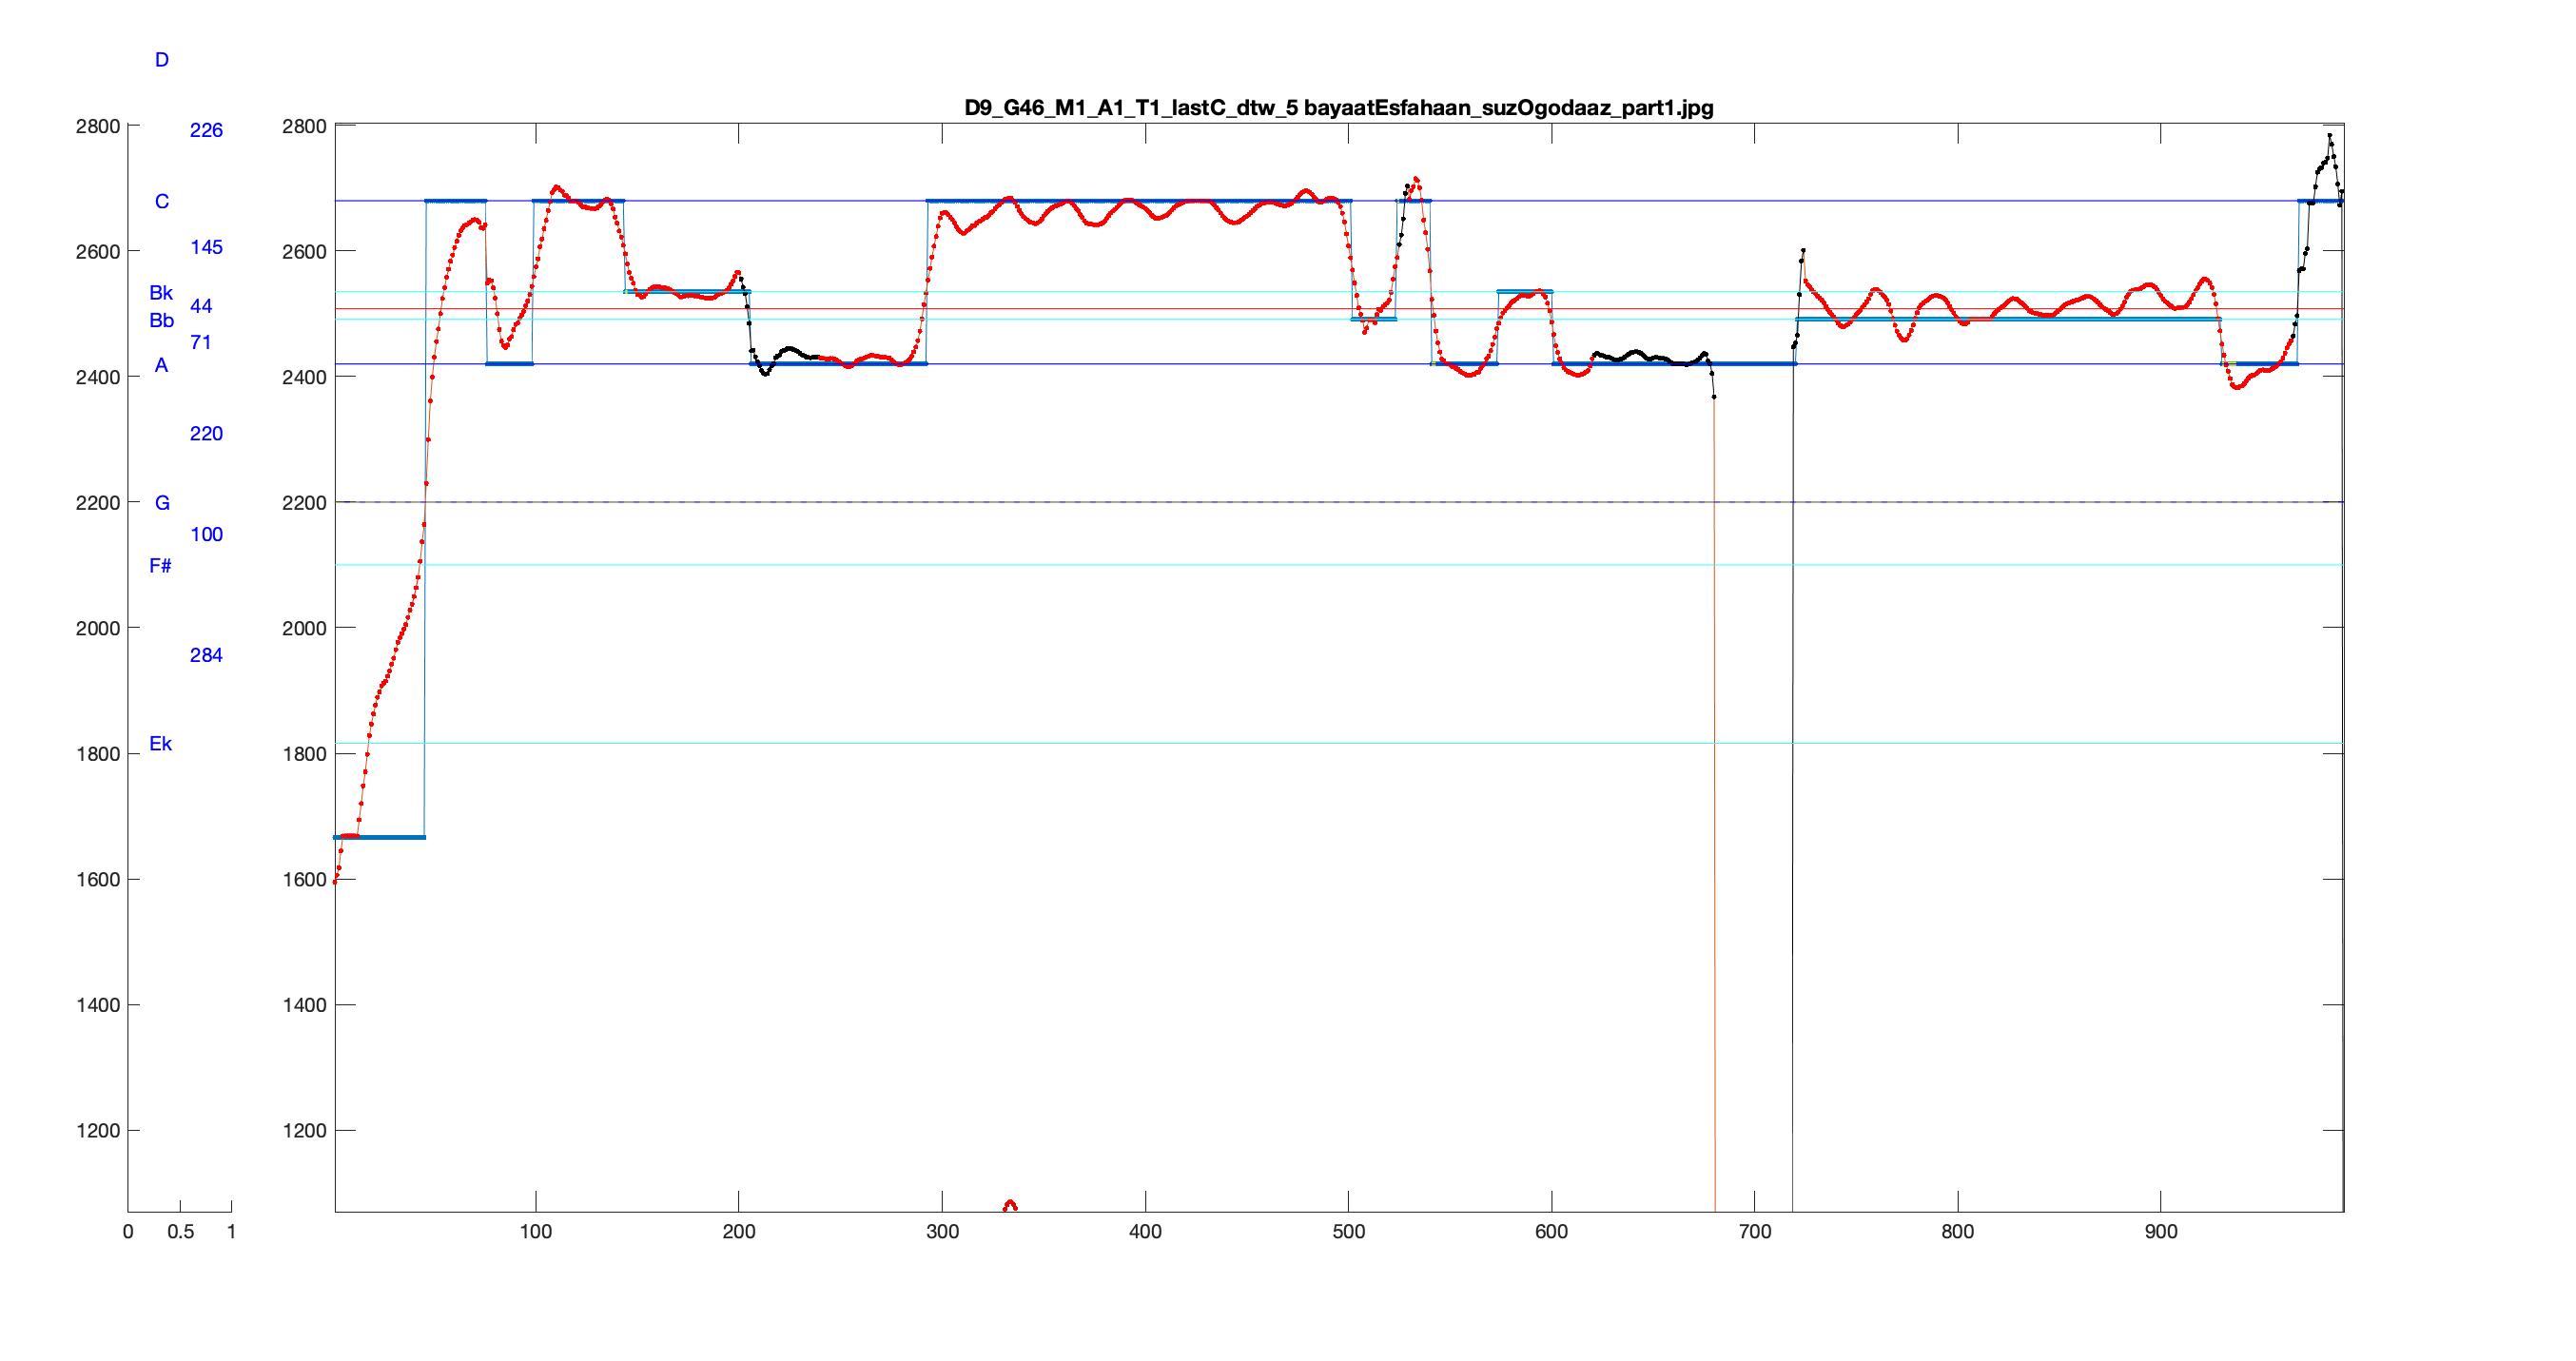 D
D9_G46_M1_A1_T1_lastC_dtw_5 bayaatEsfahaan_suzOgodaaz_part1.jpg
2800 226 2800
C
145
2600 2600
Bk
44
Bb
71
A
2400 2400
220
2200 G 2200
100
F#
2000 2000
284
Ek
1800 1800
1600 1600
1400 1400
1200 1200
0 0.5 1 100 200 300 400 500 600 700 800 900